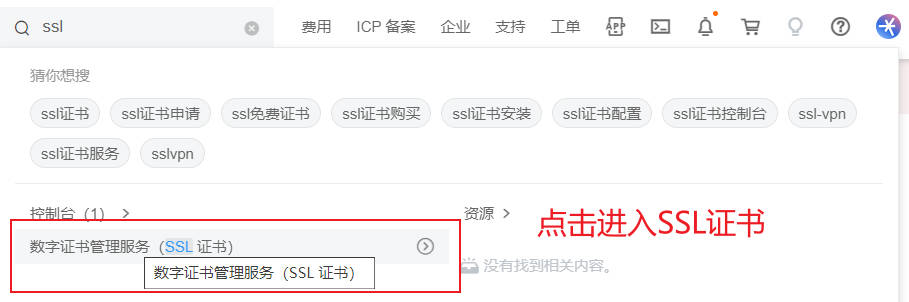 ssl 费用 ICP 备案 企业 支持 工单 APP
猜你想搜
ssl证书 ssl证书申请 ssl免费证书 ssl证书购买 ssl证书安装 ssl证书配置 ssl证书控制台 ssl-vpn
ssl证书服务 sslvpn
控制台（1） 资源
点击进入SSL证书
数字证书管理服务（SSL 证书）
数字证书管理服务（SSL 证书）
没有找到相关内容。